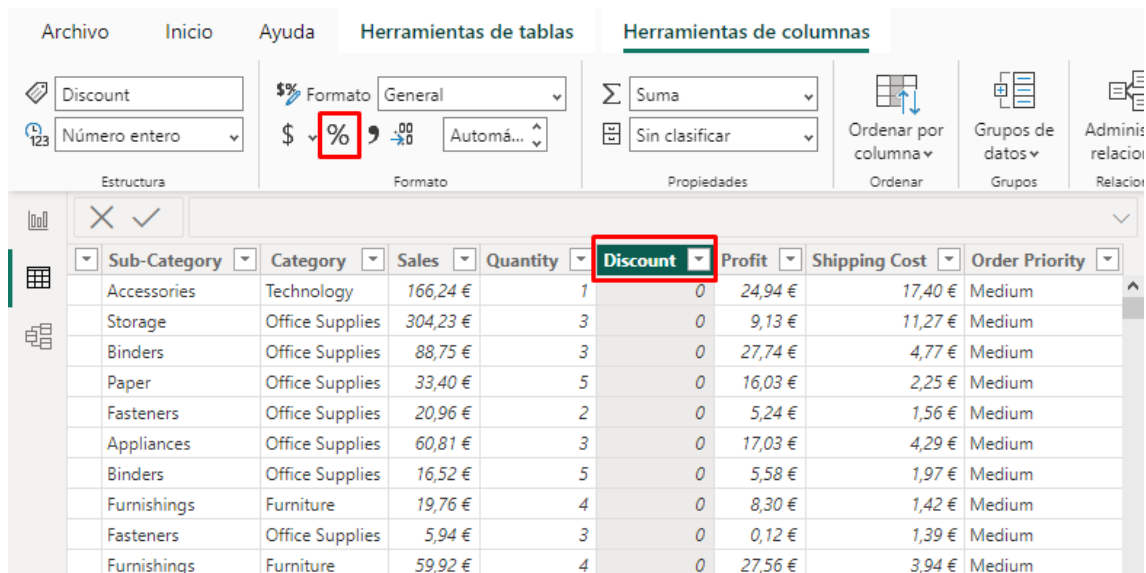 Archivo Inicio Ayuda Herramientas de tablas Herramientas de columnas
Discount $% Formato General Σ Suma
123 Número entero $ % 9 .00 Automá... Sin clasificar
Ordenar por columna
Grupos de datos
Adminis relacion
Estructura Formato Propiedades Ordenar Grupos Relacion
Sub-Category Category Sales Quantity Discount Profit Shipping Cost Order Priority
Accessories Technology 166,24 € 1 0 24,94 € 17,40 € Medium
Storage Office Supplies 304,23 € 3 0 9,13 € 11,27 € Medium
Binders Office Supplies 88,75 € 3 0 27,74 € 4,77 € Medium
Paper Office Supplies 33,40 € 5 0 16,03 € 2,25 € Medium
Fasteners Office Supplies 20,96 € 2 0 5,24 € 1,56 € Medium
Appliances Office Supplies 60,81 € 3 0 17,03 € 4,29 € Medium
Binders Office Supplies 16,52 € 5 0 5,58 € 1,97 € Medium
Furnishings Furniture 19,76 € 4 0 8,30 € 1,42 € Medium
Fasteners Office Supplies 5,94 € 3 0 0,12 € 1,39 € Medium
Furnishings Furniture 59,92 € 4 0 27,56 € 3,94 € Medium